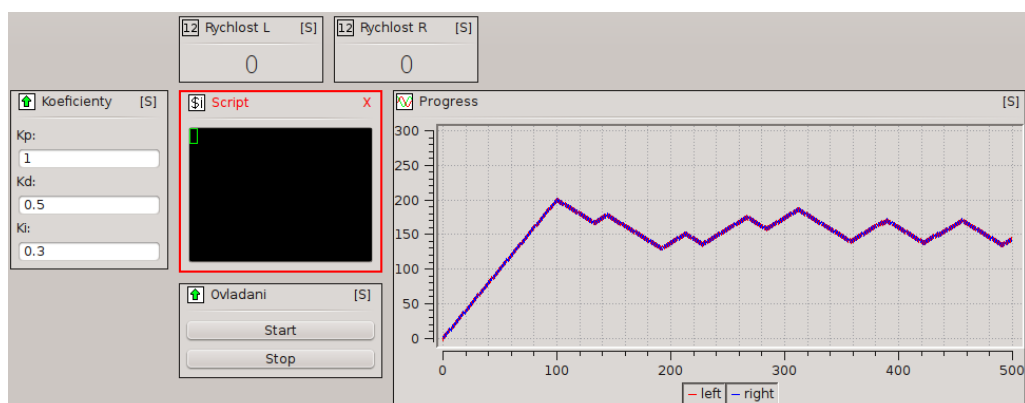 12 Rychlost L [S]
0
12 Rychlost R [S]
0
Koeficienty [S]
Kp:
1
Kd:
0.5
Ki:
0.3
$i Script X
Ovladani [S]
Start
Stop
Progress [S]
300
250
200
150
100
50
0
0 100 200 300 400 500
left right